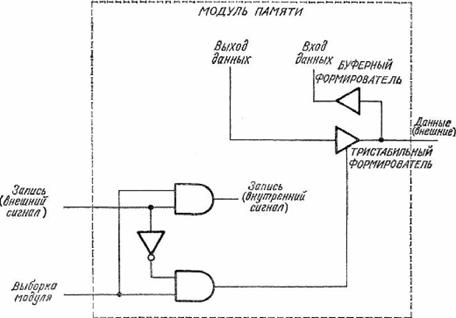 МОДУЛЬ ПАМЯТИ
Выход
данных
Вход
данных
БУФЕРНЫЙ
ФОРМИРОВАТЕЛЬ
Данные
(внешние)
ТРИСТАБИЛЬНЫЙ
ФОРМИРОВАТЕЛЬ
Запись
(внешний
сигнал)
Запись
(внутренний
сигнал)
Выборка
модуля